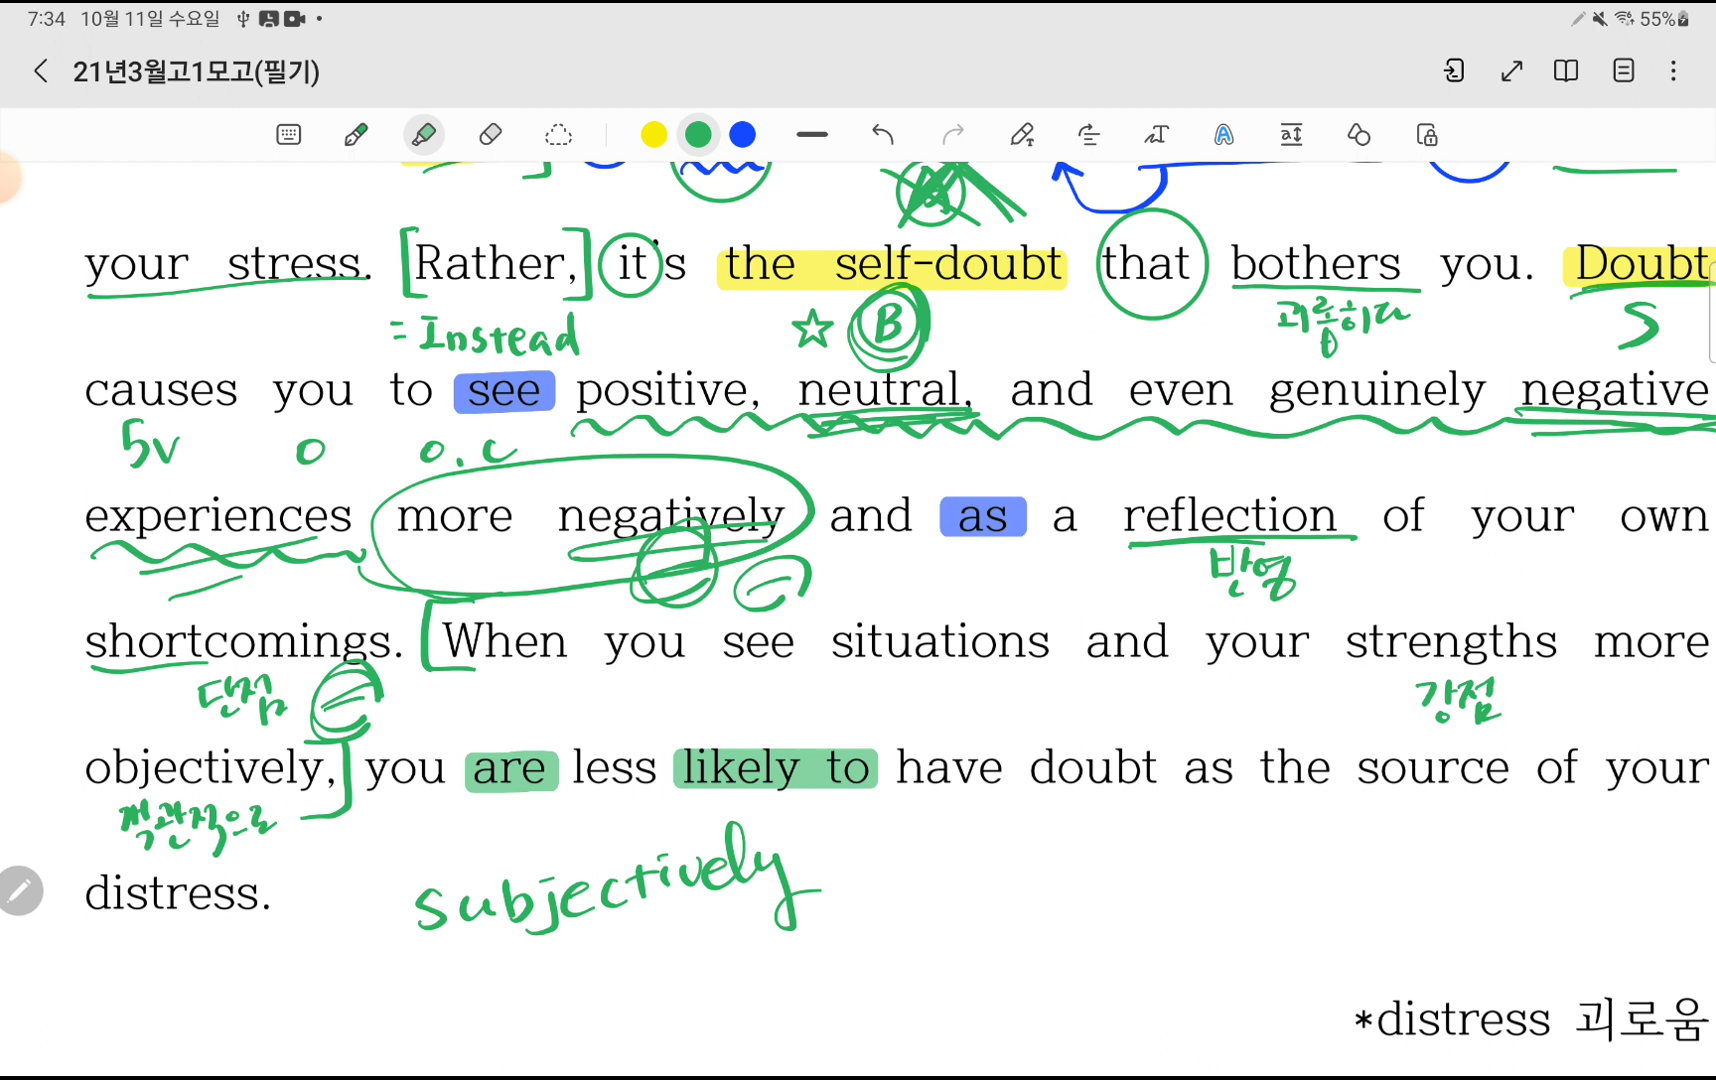 7:34 10월 11일 수요일 55%
21년3월고1모고(필기)
your stress. [Rather,] it's the self-doubt that bothers you. Doubt
= Instead ☆ B 괴롭히다 S
causes you to see positive, neutral, and even genuinely negative
5V O O.C
experiences more negatively and as a reflection of your own
반영
shortcomings. [When you see situations and your strengths more
단점 강점
objectively,] you are less likely to have doubt as the source of your
객관적으로
distress. subjectively
*distress 괴로움